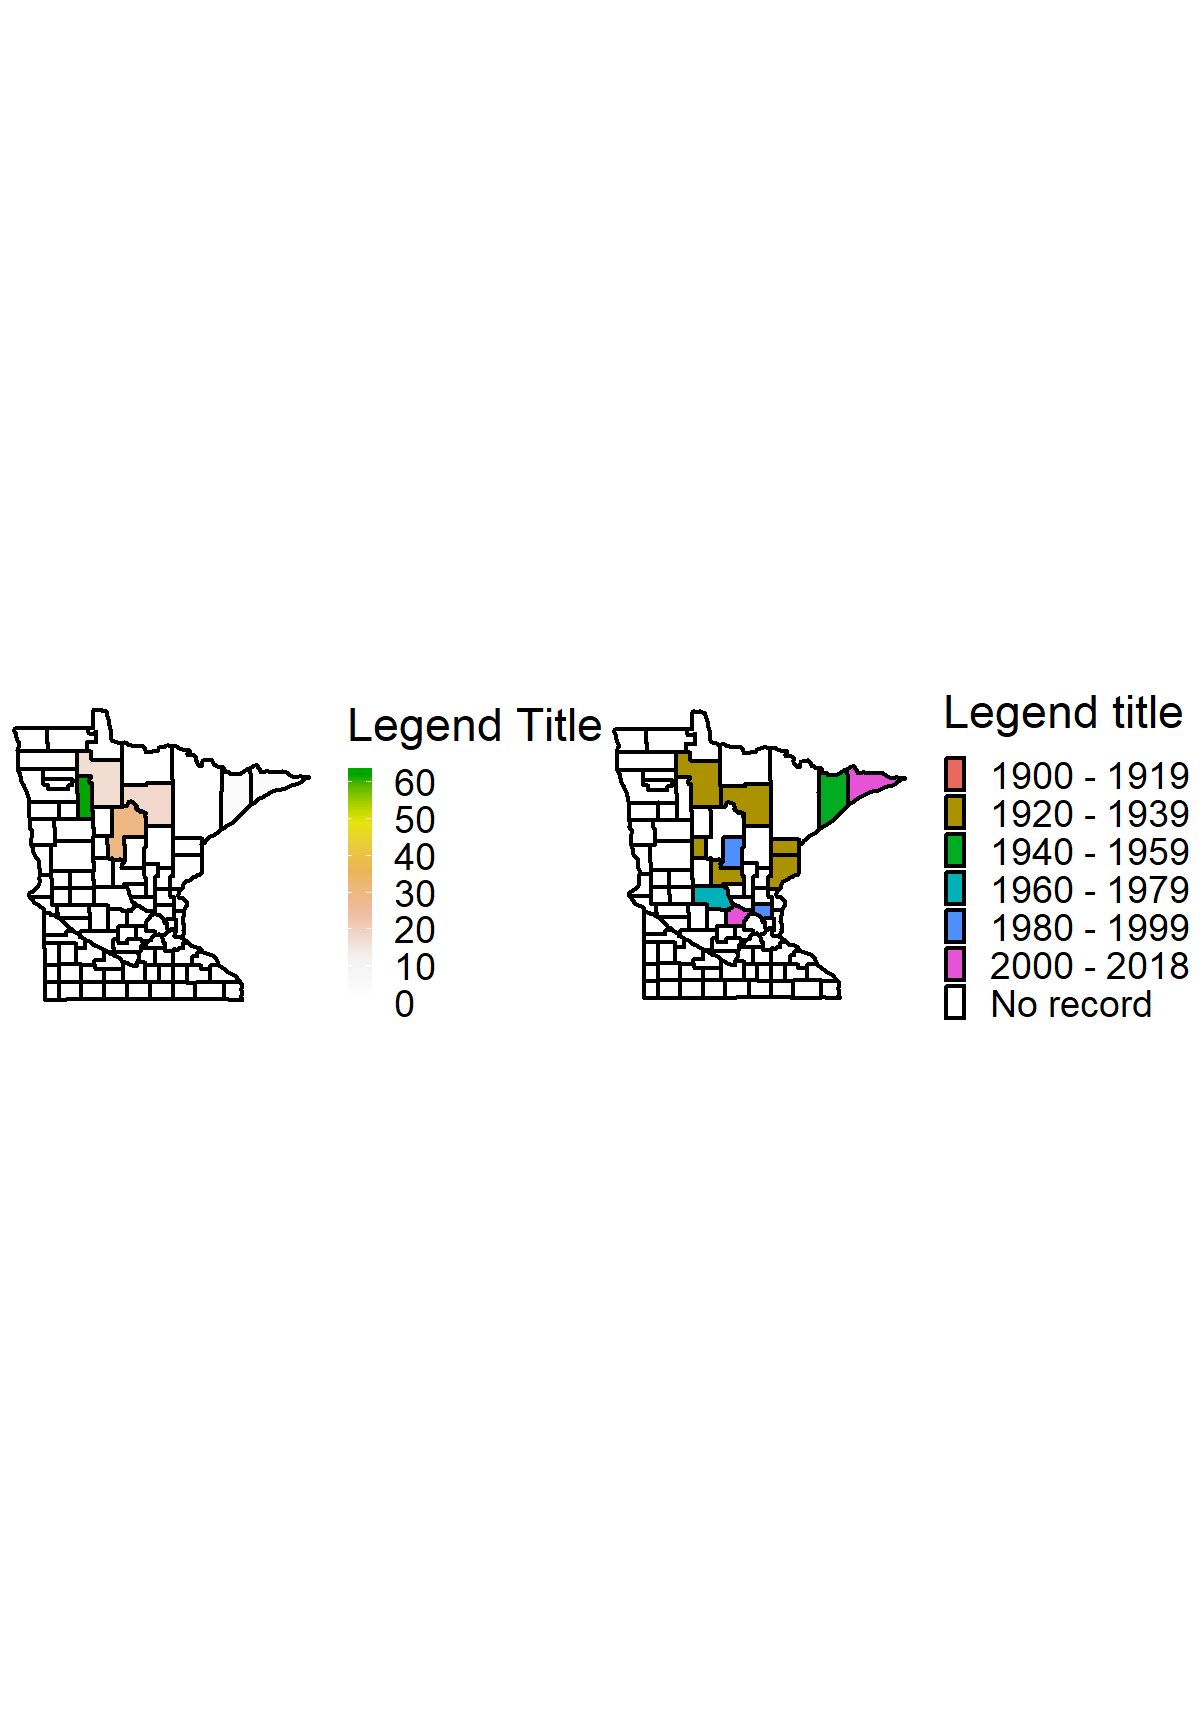 Legend Title
60
50
40
30
20
10
0
Legend title
1900 - 1919
1920 - 1939
1940 - 1959
1960 - 1979
1980 - 1999
2000 - 2018
No record